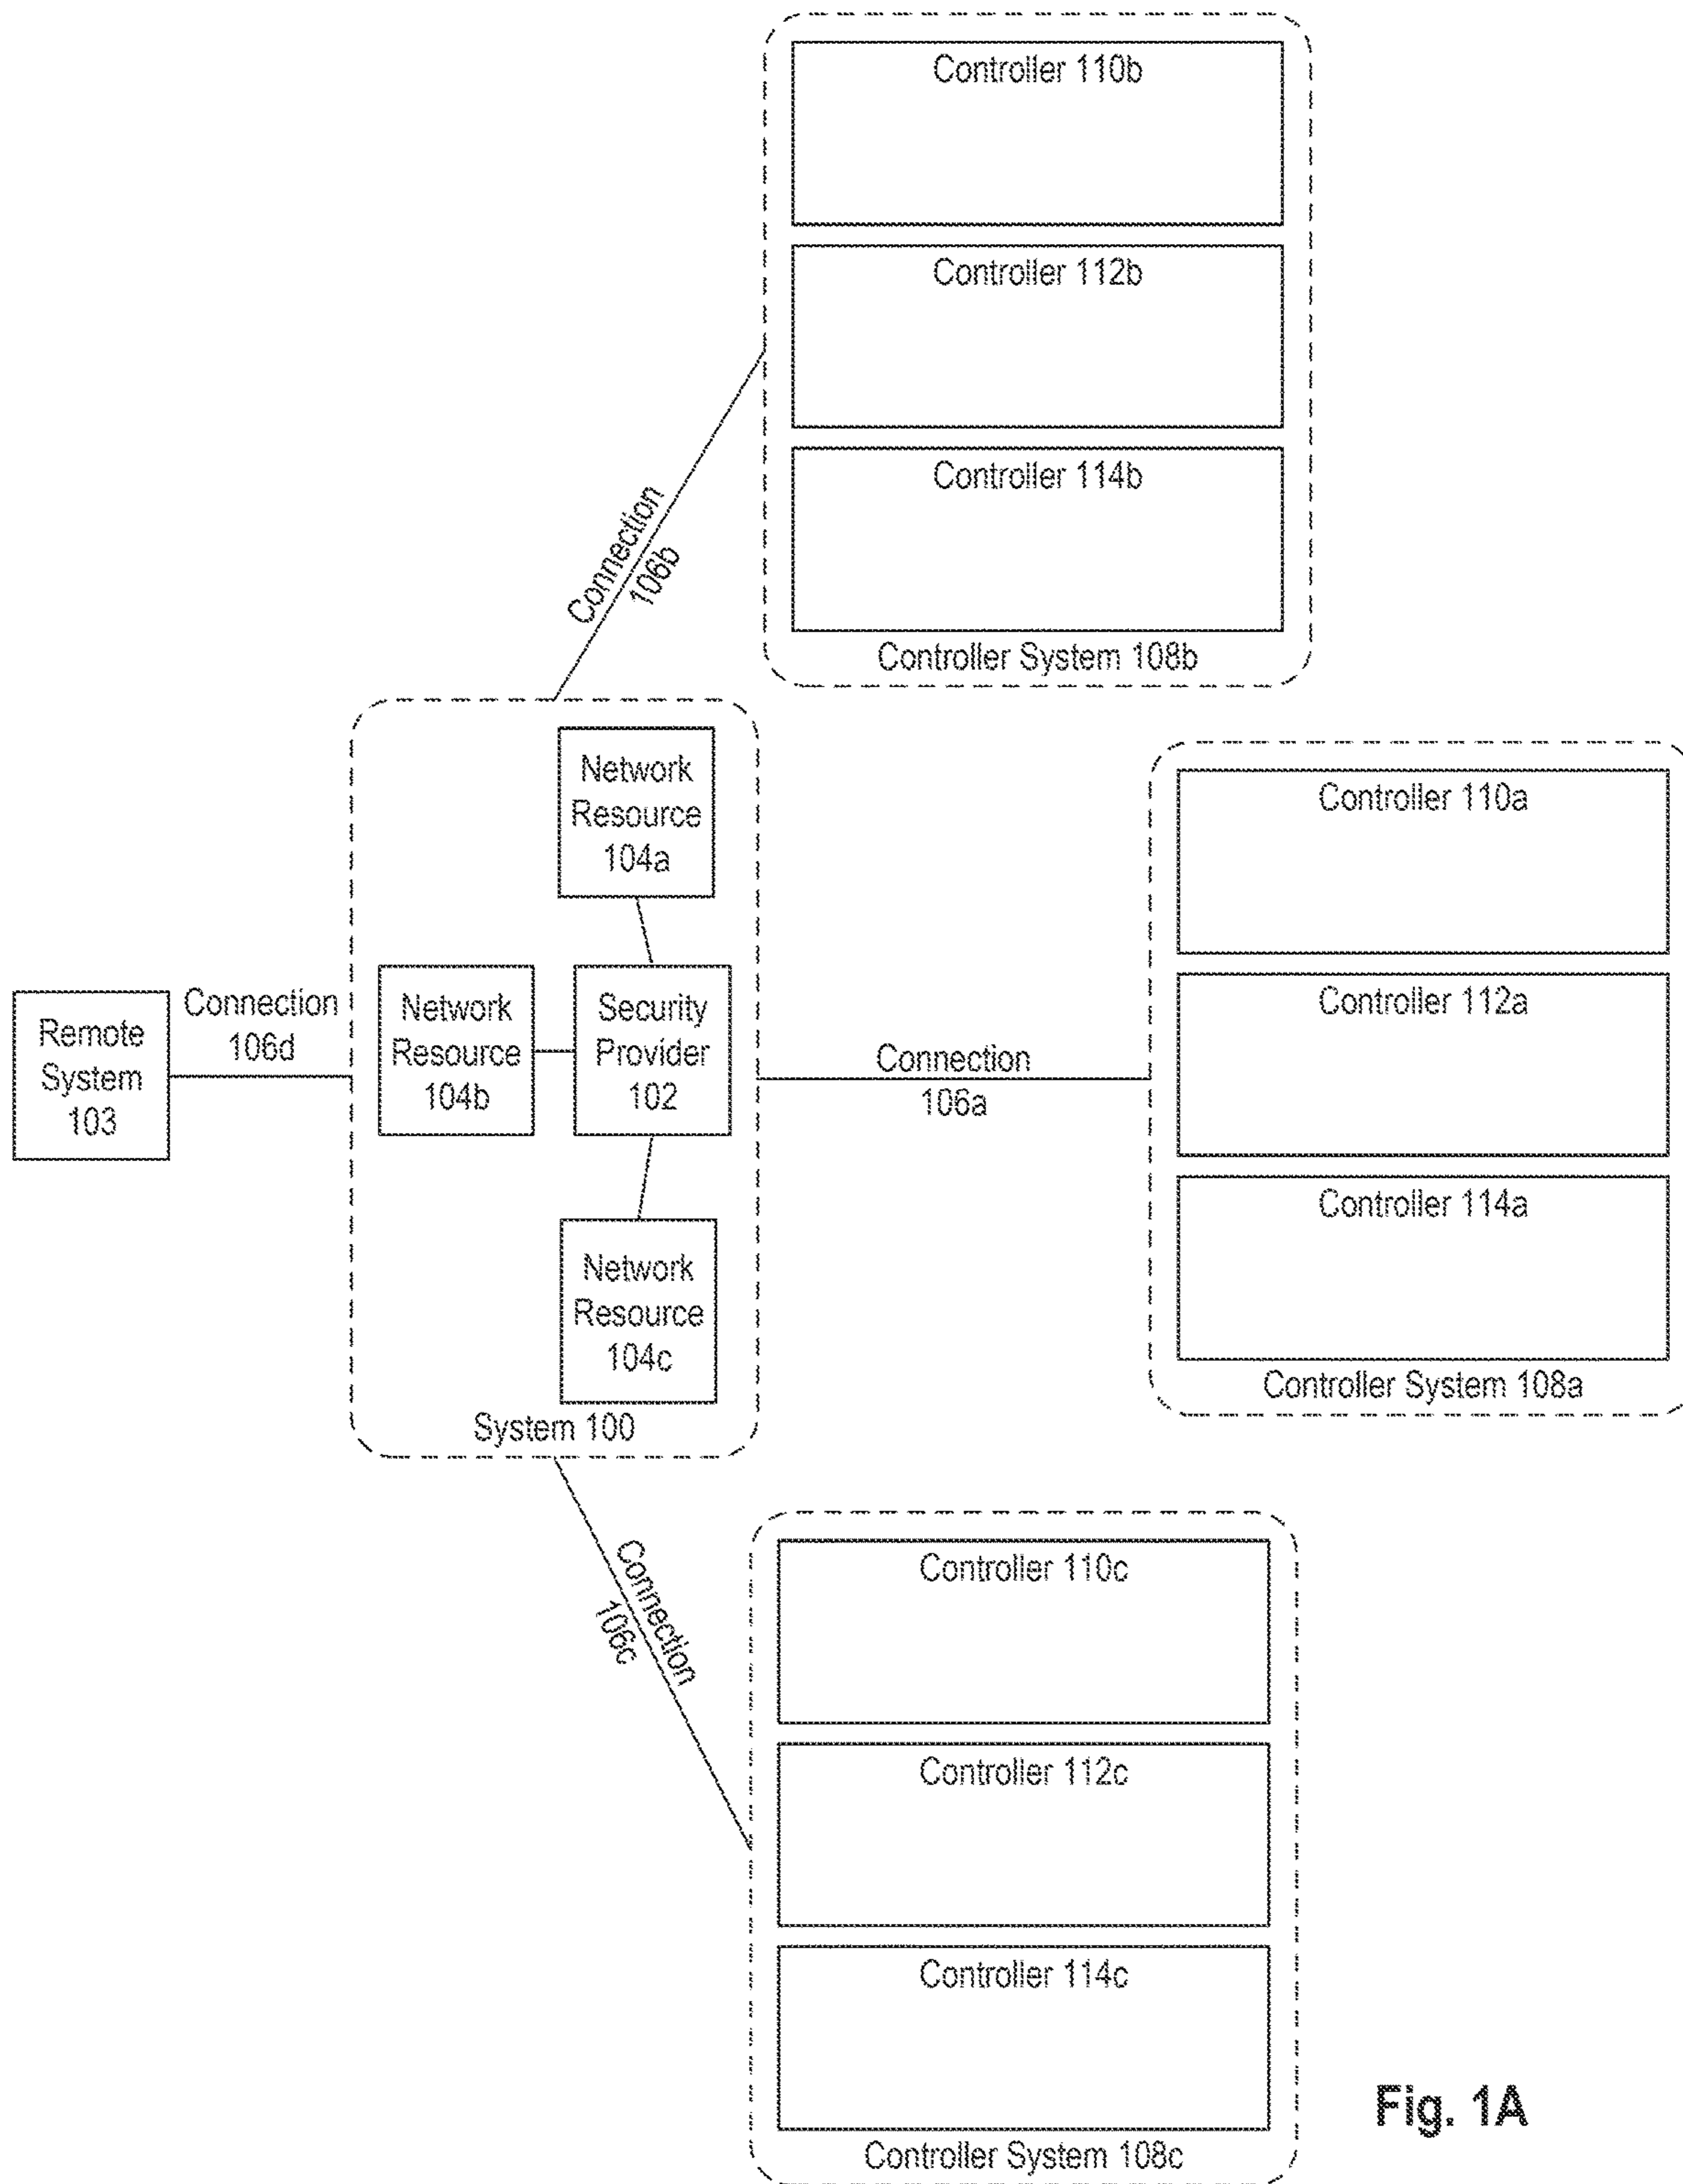 Controller 110b
Controller 112b
Controller 114b
Controller System 108b
Connection
106b
Network
Resource
104a
Network
Resource
104b
Security
Provider
102
Network
Resource
104c
System 100
Remote
System
103
Connection
106d
Connection
106a
Controller 110a
Controller 112a
Controller 114a
Controller System 108a
Connection
106c
Controller 110c
Controller 112c
Controller 114c
Controller System 108c
Fig. 1A